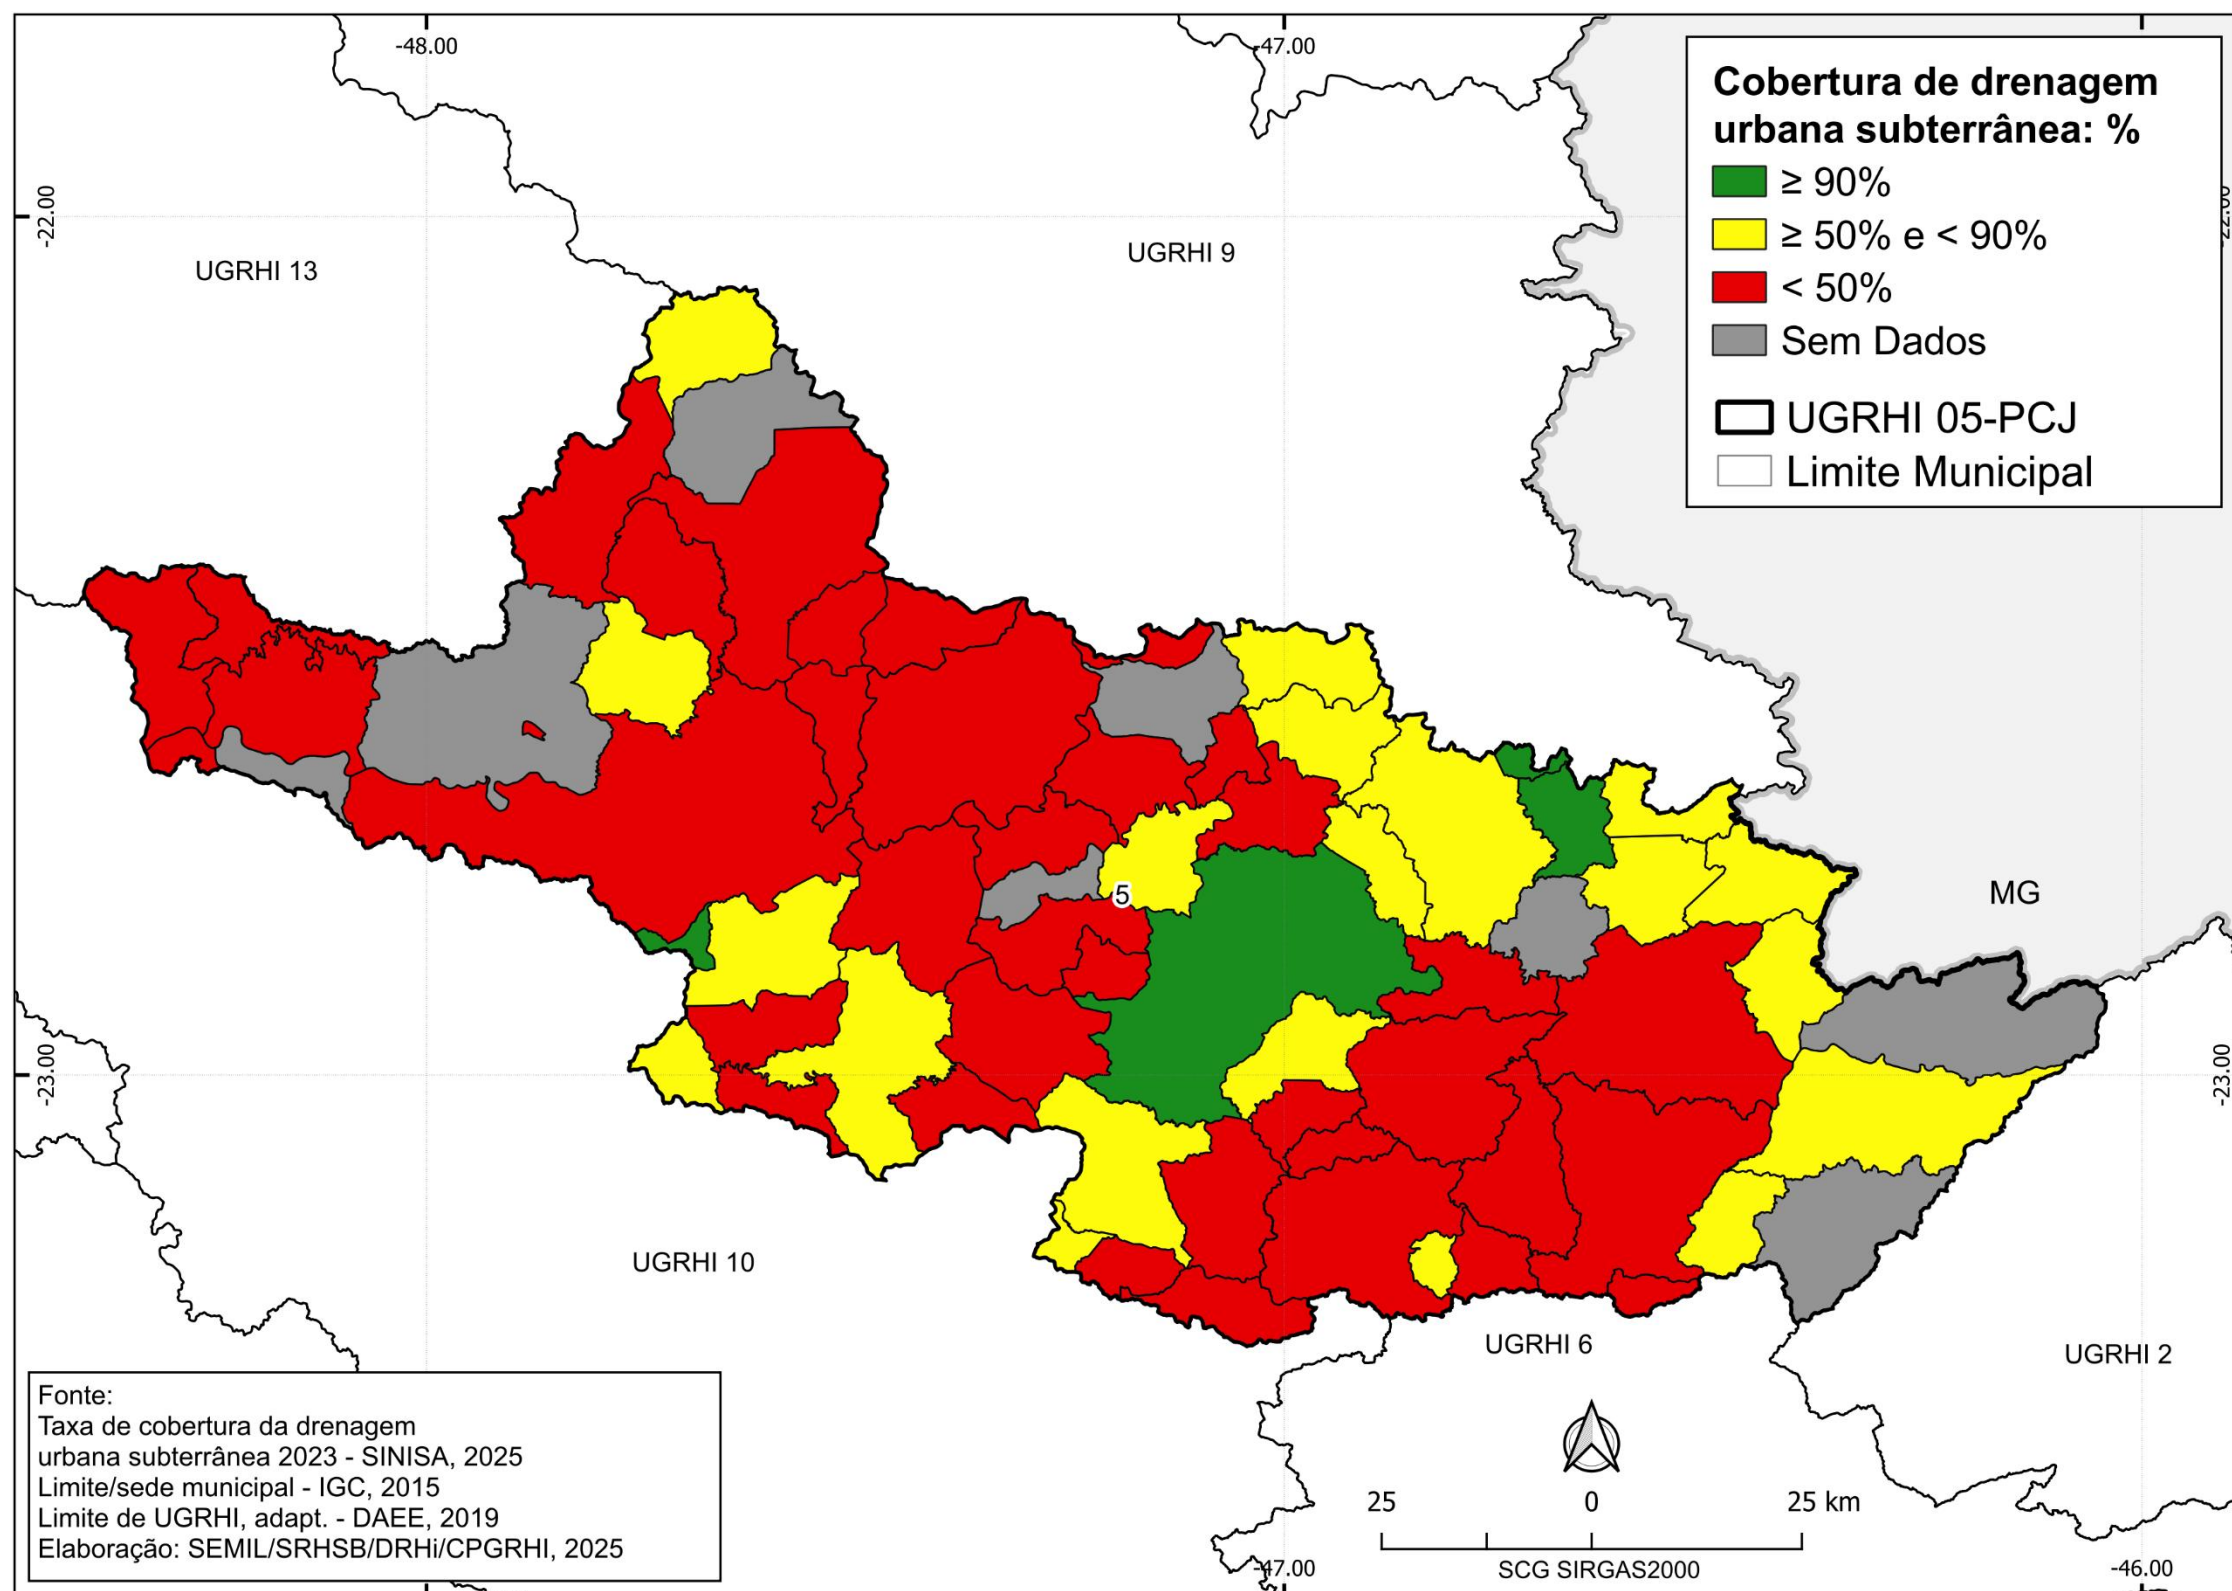 -48.00
-47.00
Cobertura de drenagem
urbana subterrânea: %
≥ 90%
≥ 50% e < 90%
< 50%
Sem Dados
UGRHI 05-PCJ
Limite Municipal
-22.00
-22.00
UGRHI 13
UGRHI 9
5
MG
-23.00
-23.00
UGRHI 10
UGRHI 6
UGRHI 2
Fonte:
Taxa de cobertura da drenagem
urbana subterrânea 2023 - SINISA, 2025
Limite/sede municipal - IGC, 2015
Limite de UGRHI, adapt. - DAEE, 2019
Elaboração: SEMIL/SRHSB/DRHi/CPGRHI, 2025
25 0 25 km
SCG SIRGAS2000
-47.00
-46.00